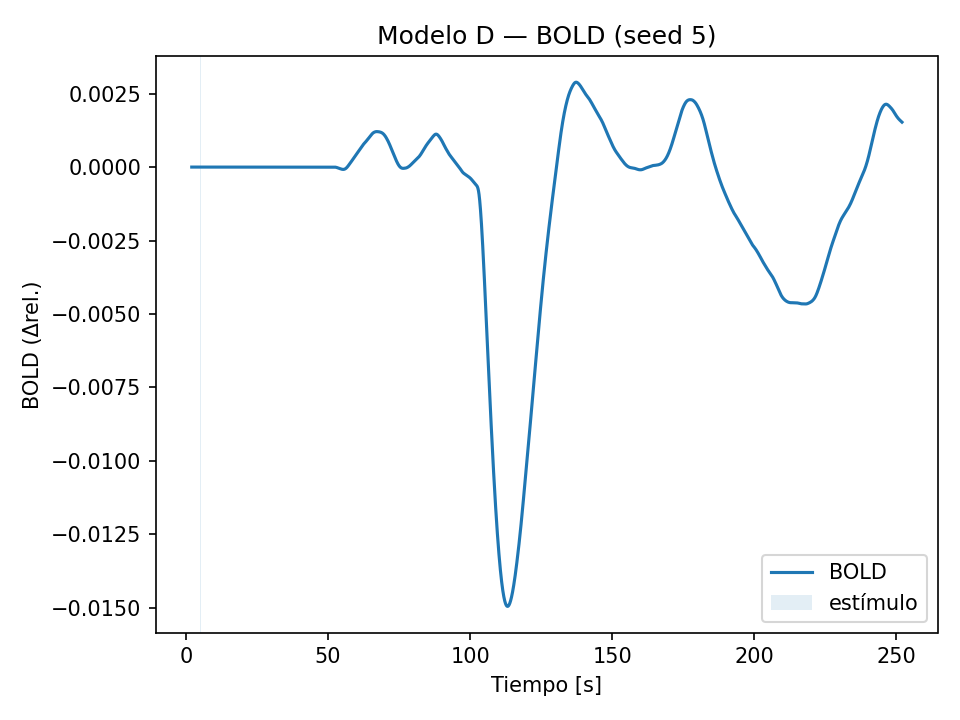 Modelo D — BOLD (seed 5)
BOLD (Δrel.)
0.0025
0.0000
−0.0025
−0.0050
−0.0075
−0.0100
−0.0125
−0.0150
0 50 100 150 200 250
Tiempo [s]
BOLD
estímulo